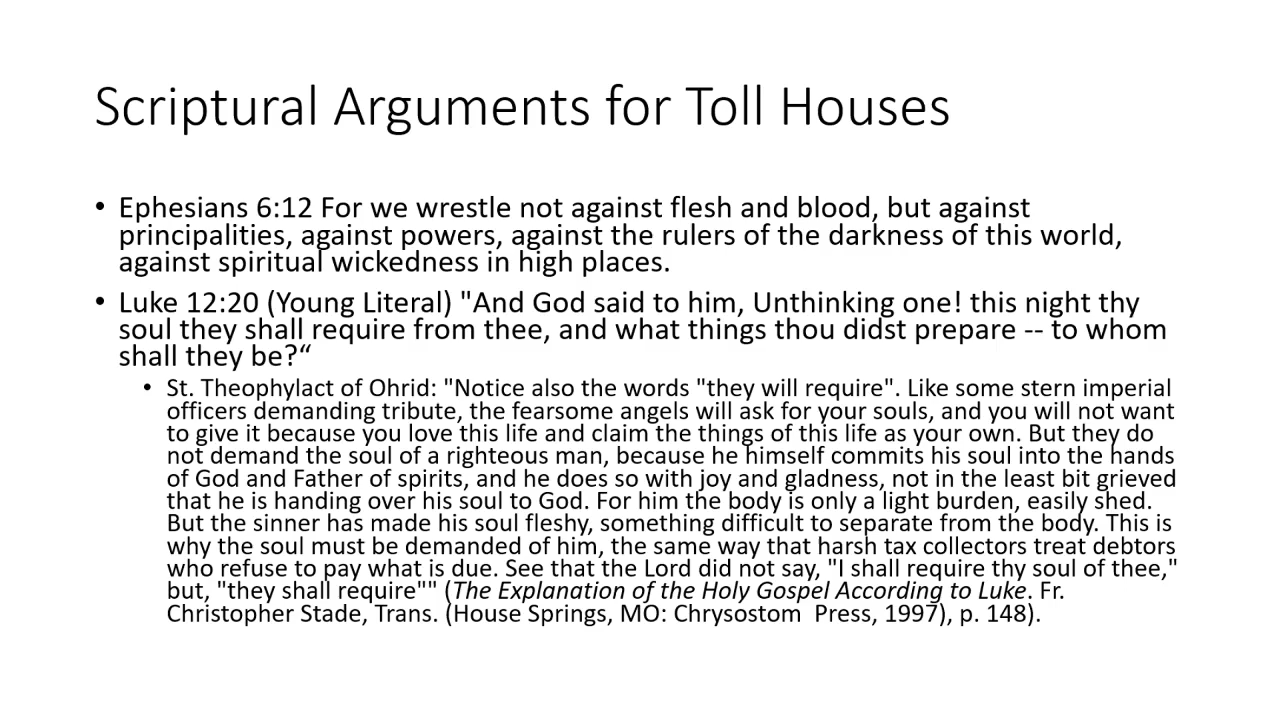 Scriptural Arguments for Toll Houses
• Ephesians 6:12 For we wrestle not against flesh and blood, but against
principalities, against powers, against the rulers of the darkness of this world,
against spiritual wickedness in high places.
• Luke 12:20 (Young Literal) "And God said to him, Unthinking one! this night thy
soul they shall require from thee, and what things thou didst prepare -- to whom
shall they be?“
• St. Theophylact of Ohrid: "Notice also the words "they will require". Like some stern imperial
officers demanding tribute, the fearsome angels will ask for your souls, and you will not want
to give it because you love this life and claim the things of this life as your own. But they do
not demand the soul of a righteous man, because he himself commits his soul into the hands
of God and Father of spirits, and he does so with joy and gladness, not in the least bit grieved
that he is handing over his soul to God. For him the body is only a light burden, easily shed.
But the sinner has made his soul fleshy, something difficult to separate from the body. This is
why the soul must be demanded of him, the same way that harsh tax collectors treat debtors
who refuse to pay what is due. See that the Lord did not say, "I shall require thy soul of thee,"
but, "they shall require"" (The Explanation of the Holy Gospel According to Luke. Fr.
Christopher Stade, Trans. (House Springs, MO: Chrysostom  Press, 1997), p. 148).